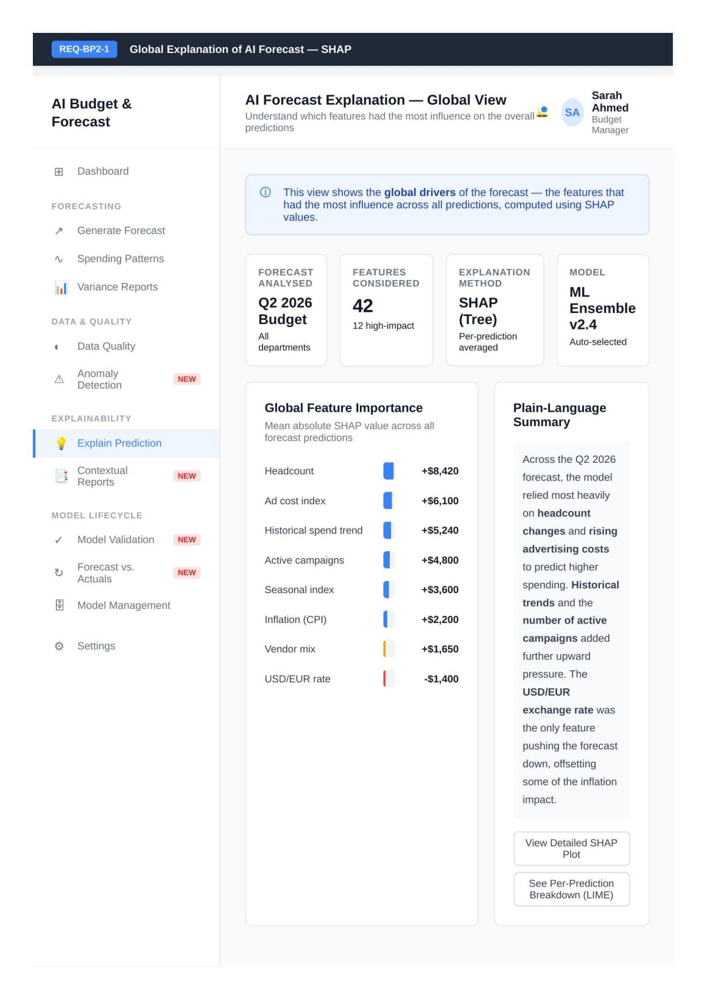 REQ-BP2-1
Global Explanation of AI Forecast — SHAP
AI Budget &
Forecast
Dashboard
FORECASTING
Generate Forecast
Spending Patterns
Variance Reports
DATA & QUALITY
Data Quality
Anomaly
Detection
NEW
EXPLAINABILITY
Explain Prediction
Contextual
Reports
NEW
MODEL LIFECYCLE
Model Validation
NEW
Forecast vs.
Actuals
NEW
Model Management
Settings
AI Forecast Explanation — Global View
Understand which features had the most influence on the overall
predictions
SA
Sarah
Ahmed
Budget
Manager
This view shows the global drivers of the forecast — the features that
had the most influence across all predictions, computed using SHAP
values.
FORECAST
ANALYSED
Q2 2026
Budget
All
departments
FEATURES
CONSIDERED
42
12 high-impact
EXPLANATION
METHOD
SHAP
(Tree)
Per-prediction
averaged
MODEL
ML
Ensemble
v2.4
Auto-selected
Global Feature Importance
Mean absolute SHAP value across all
forecast predictions
Headcount +$8,420
Ad cost index +$6,100
Historical spend trend +$5,240
Active campaigns +$4,800
Seasonal index +$3,600
Inflation (CPI) +$2,200
Vendor mix +$1,650
USD/EUR rate -$1,400
Plain-Language
Summary
Across the Q2 2026
forecast, the model
relied most heavily
on headcount
changes and rising
advertising costs
to predict higher
spending. Historical
trends and the
number of active
campaigns added
further upward
pressure. The
USD/EUR
exchange rate was
the only feature
pushing the forecast
down, offsetting
some of the inflation
impact.
View Detailed SHAP
Plot
See Per-Prediction
Breakdown (LIME)